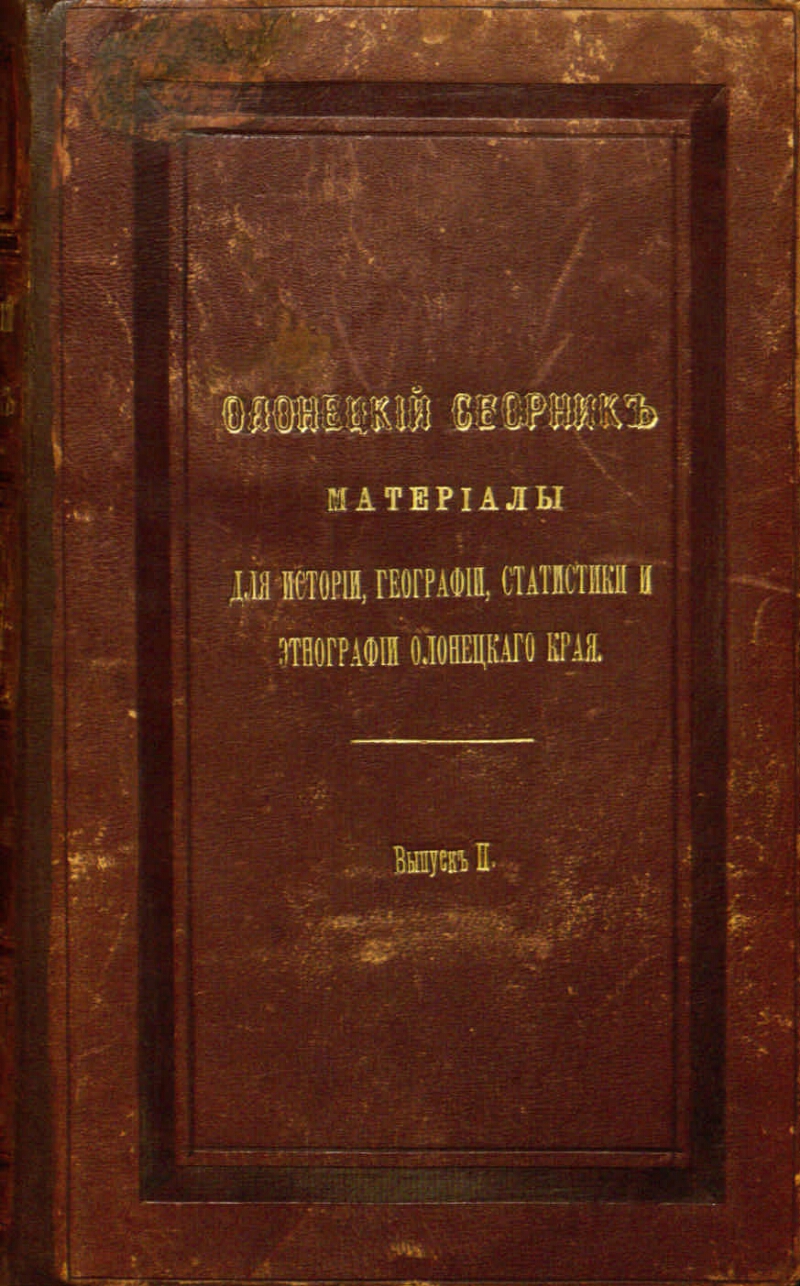 ОЛОНЕЦКІЙ СБОРНИКЪ
МАТЕРІАЛЫ
ДЛЯ ИСТОРІИ, ГЕОГРАФІИ, СТАТИСТИКИ И
ЭТНОГРАФІИ ОЛОНЕЦКАГО КРАЯ.
Выпускъ II.